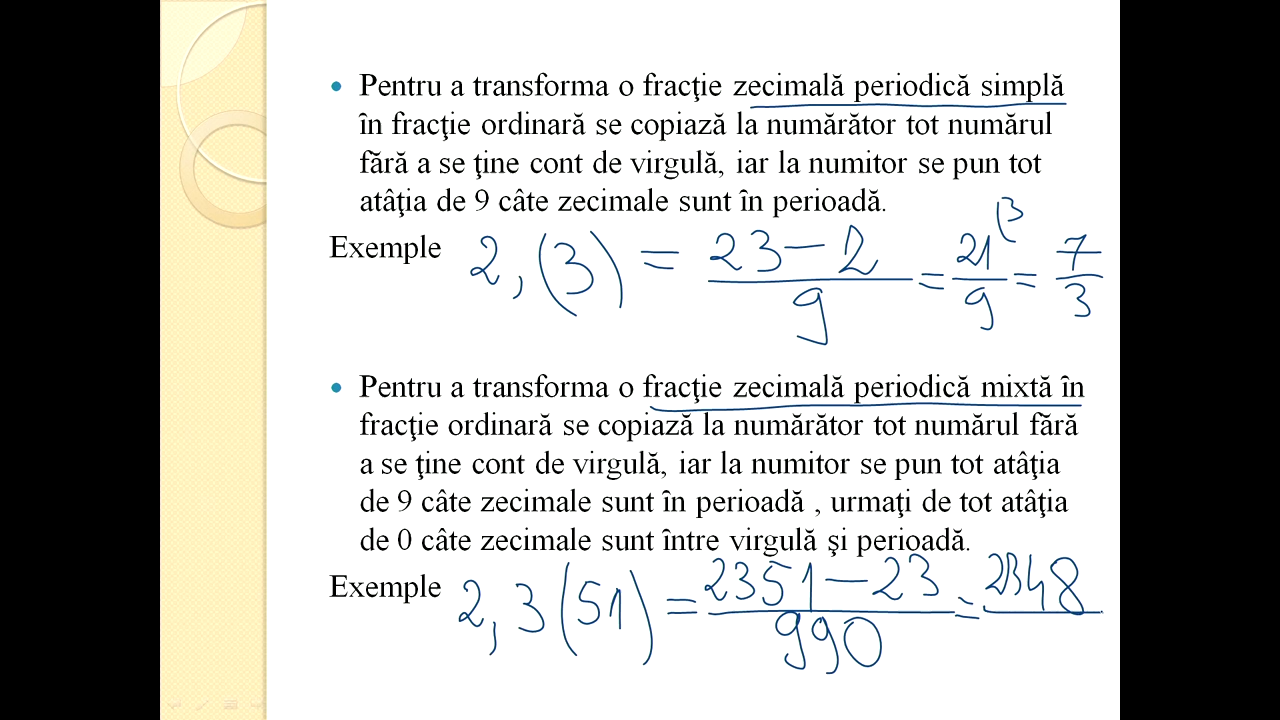 • Pentru a transforma o fracţie zecimală periodică simplă
în fracţie ordinară se copiază la numărător tot numărul
fără a se ţine cont de virgulă, iar la numitor se pun tot
atâţia de 9 câte zecimale sunt în perioadă.
Exemple 2,(3) = (23-2)/9 = 21/9 (3 = 7/3
• Pentru a transforma o fracţie zecimală periodică mixtă în
fracţie ordinară se copiază la numărător tot numărul fără
a se ţine cont de virgulă, iar la numitor se pun tot atâţia
de 9 câte zecimale sunt în perioadă , urmaţi de tot atâţia
de 0 câte zecimale sunt între virgulă şi perioadă.
Exemple 2,3(51) = (2351-23)/990 = 2348